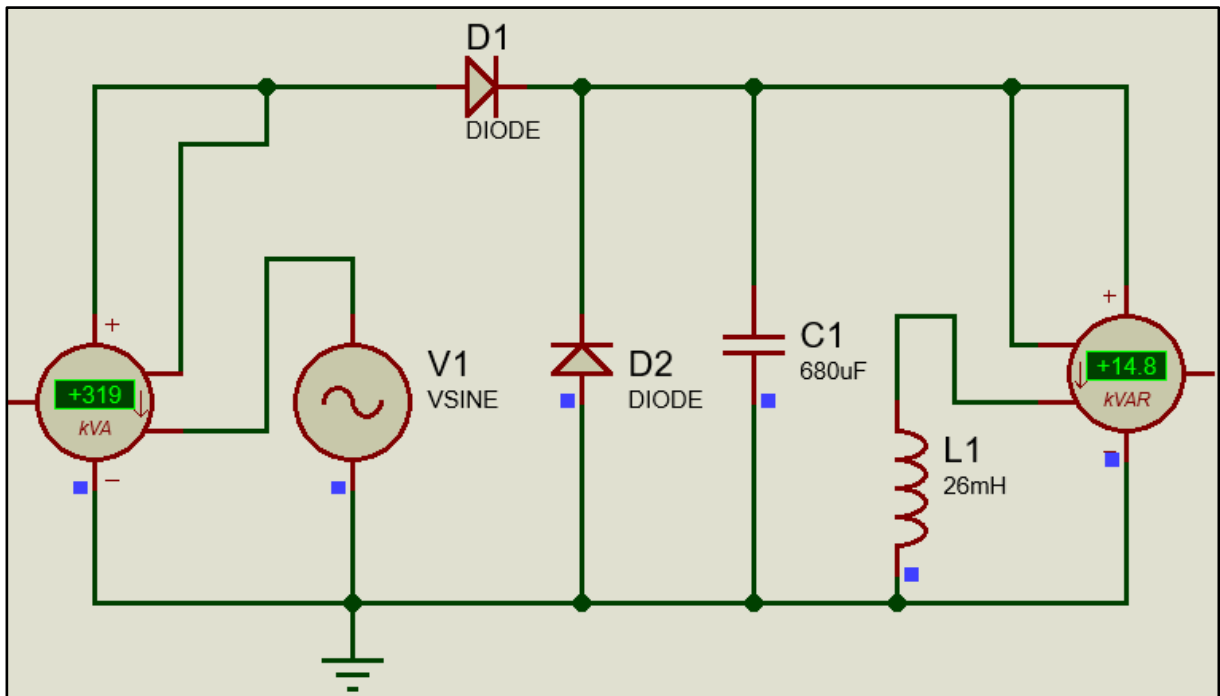 D1
DIODE
+
+319
kVA
−
V1
VSINE
D2
DIODE
C1
680uF
L1
26mH
+
+14.8
kVAR
−